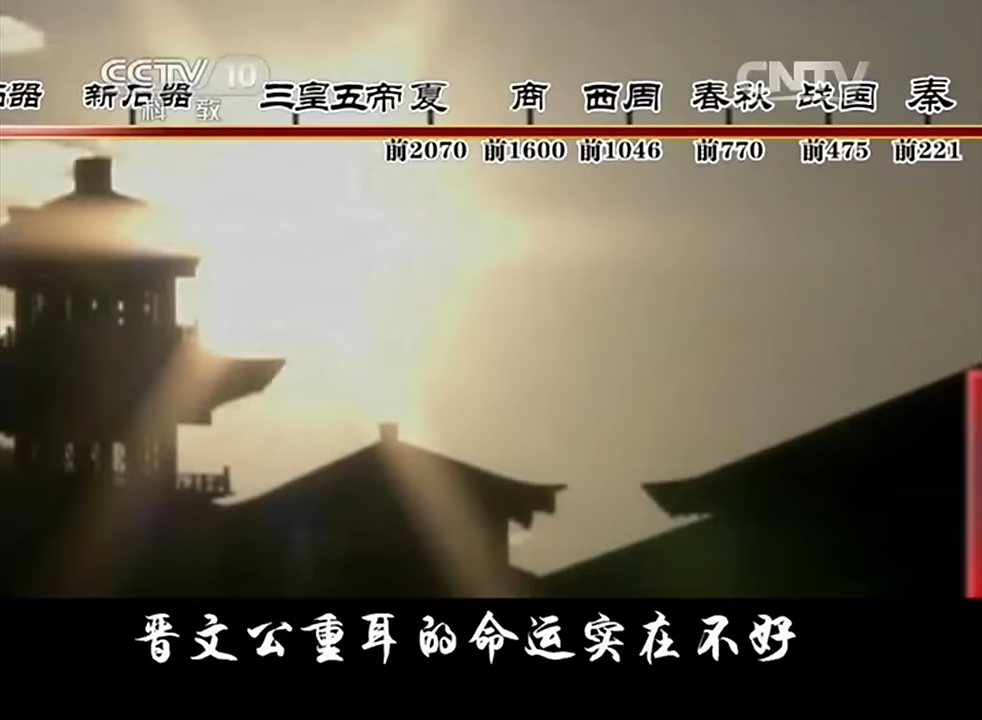 CCTV 10 CNTV
科 教
石器 新石器 三皇五帝 夏 商 西周 春秋 战国 秦
前2070 前1600 前1046 前770 前475 前221
晋文公重耳的命运实在不好